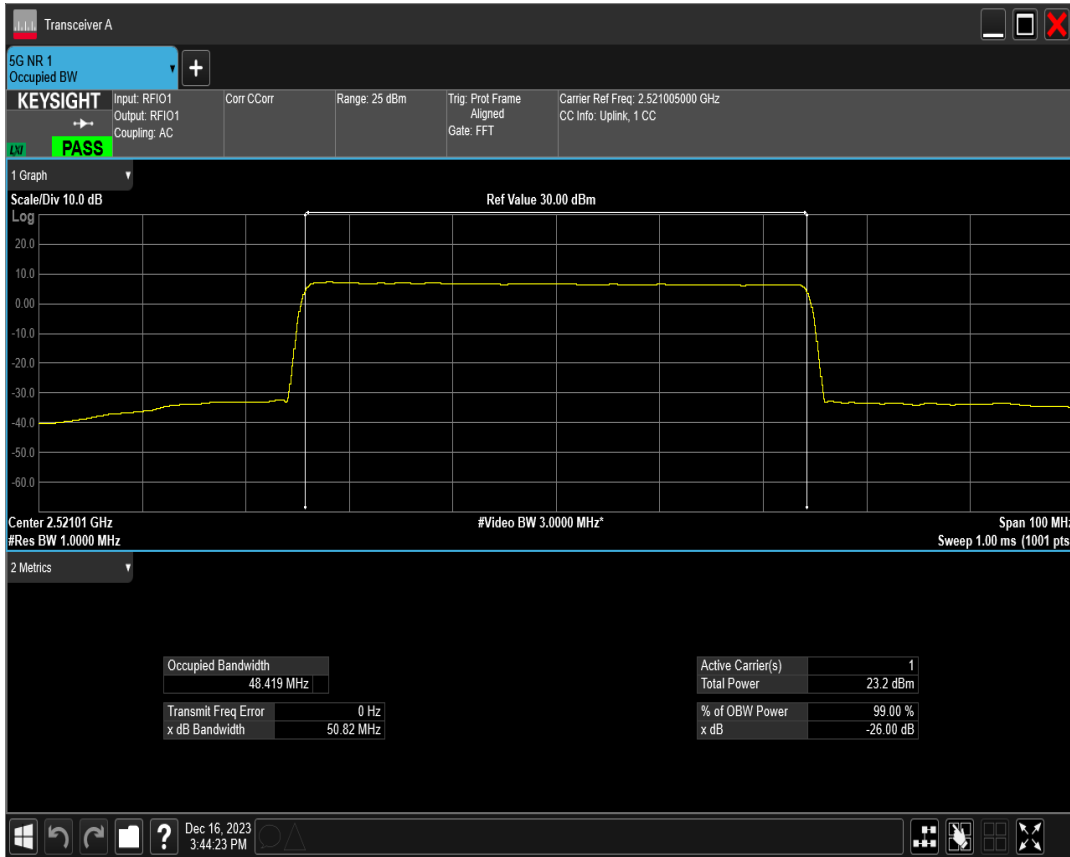 Transceiver A
5G NR 1
Occupied BW
KEYSIGHT
LXI
PASS
Input: RFIO1
Output: RFIO1
Coupling: AC
Corr CCorr
Range: 25 dBm
Trig: Prot Frame
Aligned
Gate: FFT
Carrier Ref Freq: 2.521005000 GHz
CC Info: Uplink, 1 CC
1 Graph
Scale/Div 10.0 dB
Ref Value 30.00 dBm
Log
20.0
10.0
0.00
-10.0
-20.0
-30.0
-40.0
-50.0
-60.0
Center 2.52101 GHz
#Video BW 3.0000 MHz*
Span 100 MHz
#Res BW 1.0000 MHz
Sweep 1.00 ms (1001 pts
2 Metrics
Occupied Bandwidth
48.419 MHz
Transmit Freq Error 0 Hz
x dB Bandwidth 50.82 MHz
Active Carrier(s) 1
Total Power 23.2 dBm
% of OBW Power 99.00 %
x dB -26.00 dB
?
Dec 16, 2023
3:44:23 PM